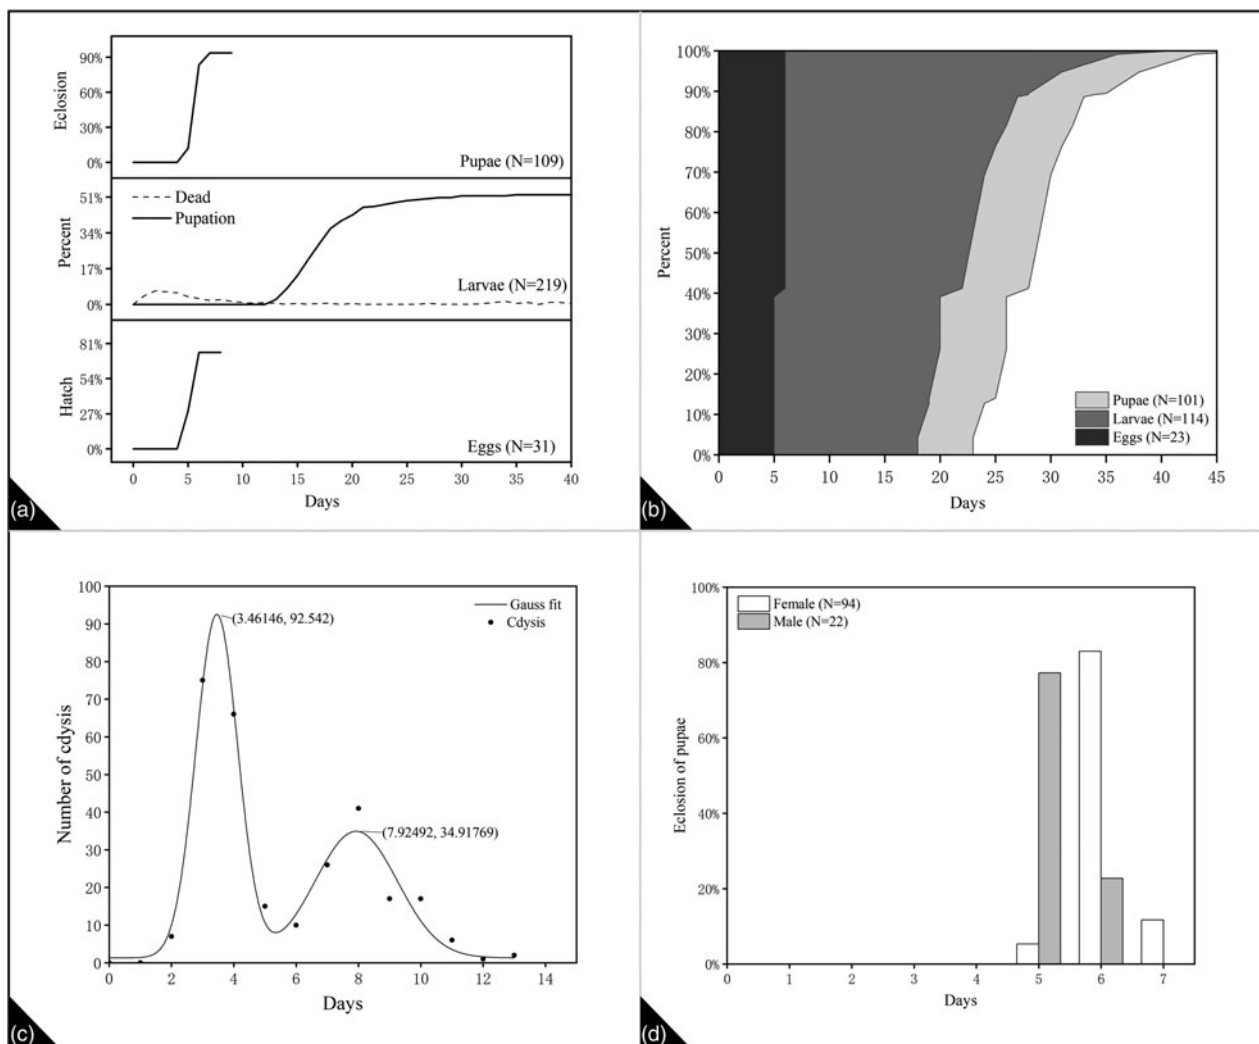 90%
60%
30%
0%
Eclosion
Pupae (N=109)
Dead
Pupation
51%
34%
17%
0%
Percent
Larvae (N=219)
81%
54%
27%
0%
Hatch
Eggs (N=31)
0 5 10 15 20 25 30 35 40
Days
(a)
100%
90%
80%
70%
60%
50%
40%
30%
20%
10%
0%
Percent
Pupae (N=101)
Larvae (N=114)
Eggs (N=23)
0 5 10 15 20 25 30 35 40 45
Days
(b)
100
90
80
70
60
50
40
30
20
10
0
Number of cdysis
Gauss fit
Cdysis
(3.46146, 92.542)
(7.92492, 34.91769)
0 2 4 6 8 10 12 14
Days
(c)
100%
80%
60%
40%
20%
0%
Eclosion of pupae
Female (N=94)
Male (N=22)
0 1 2 3 4 5 6 7
Days
(d)